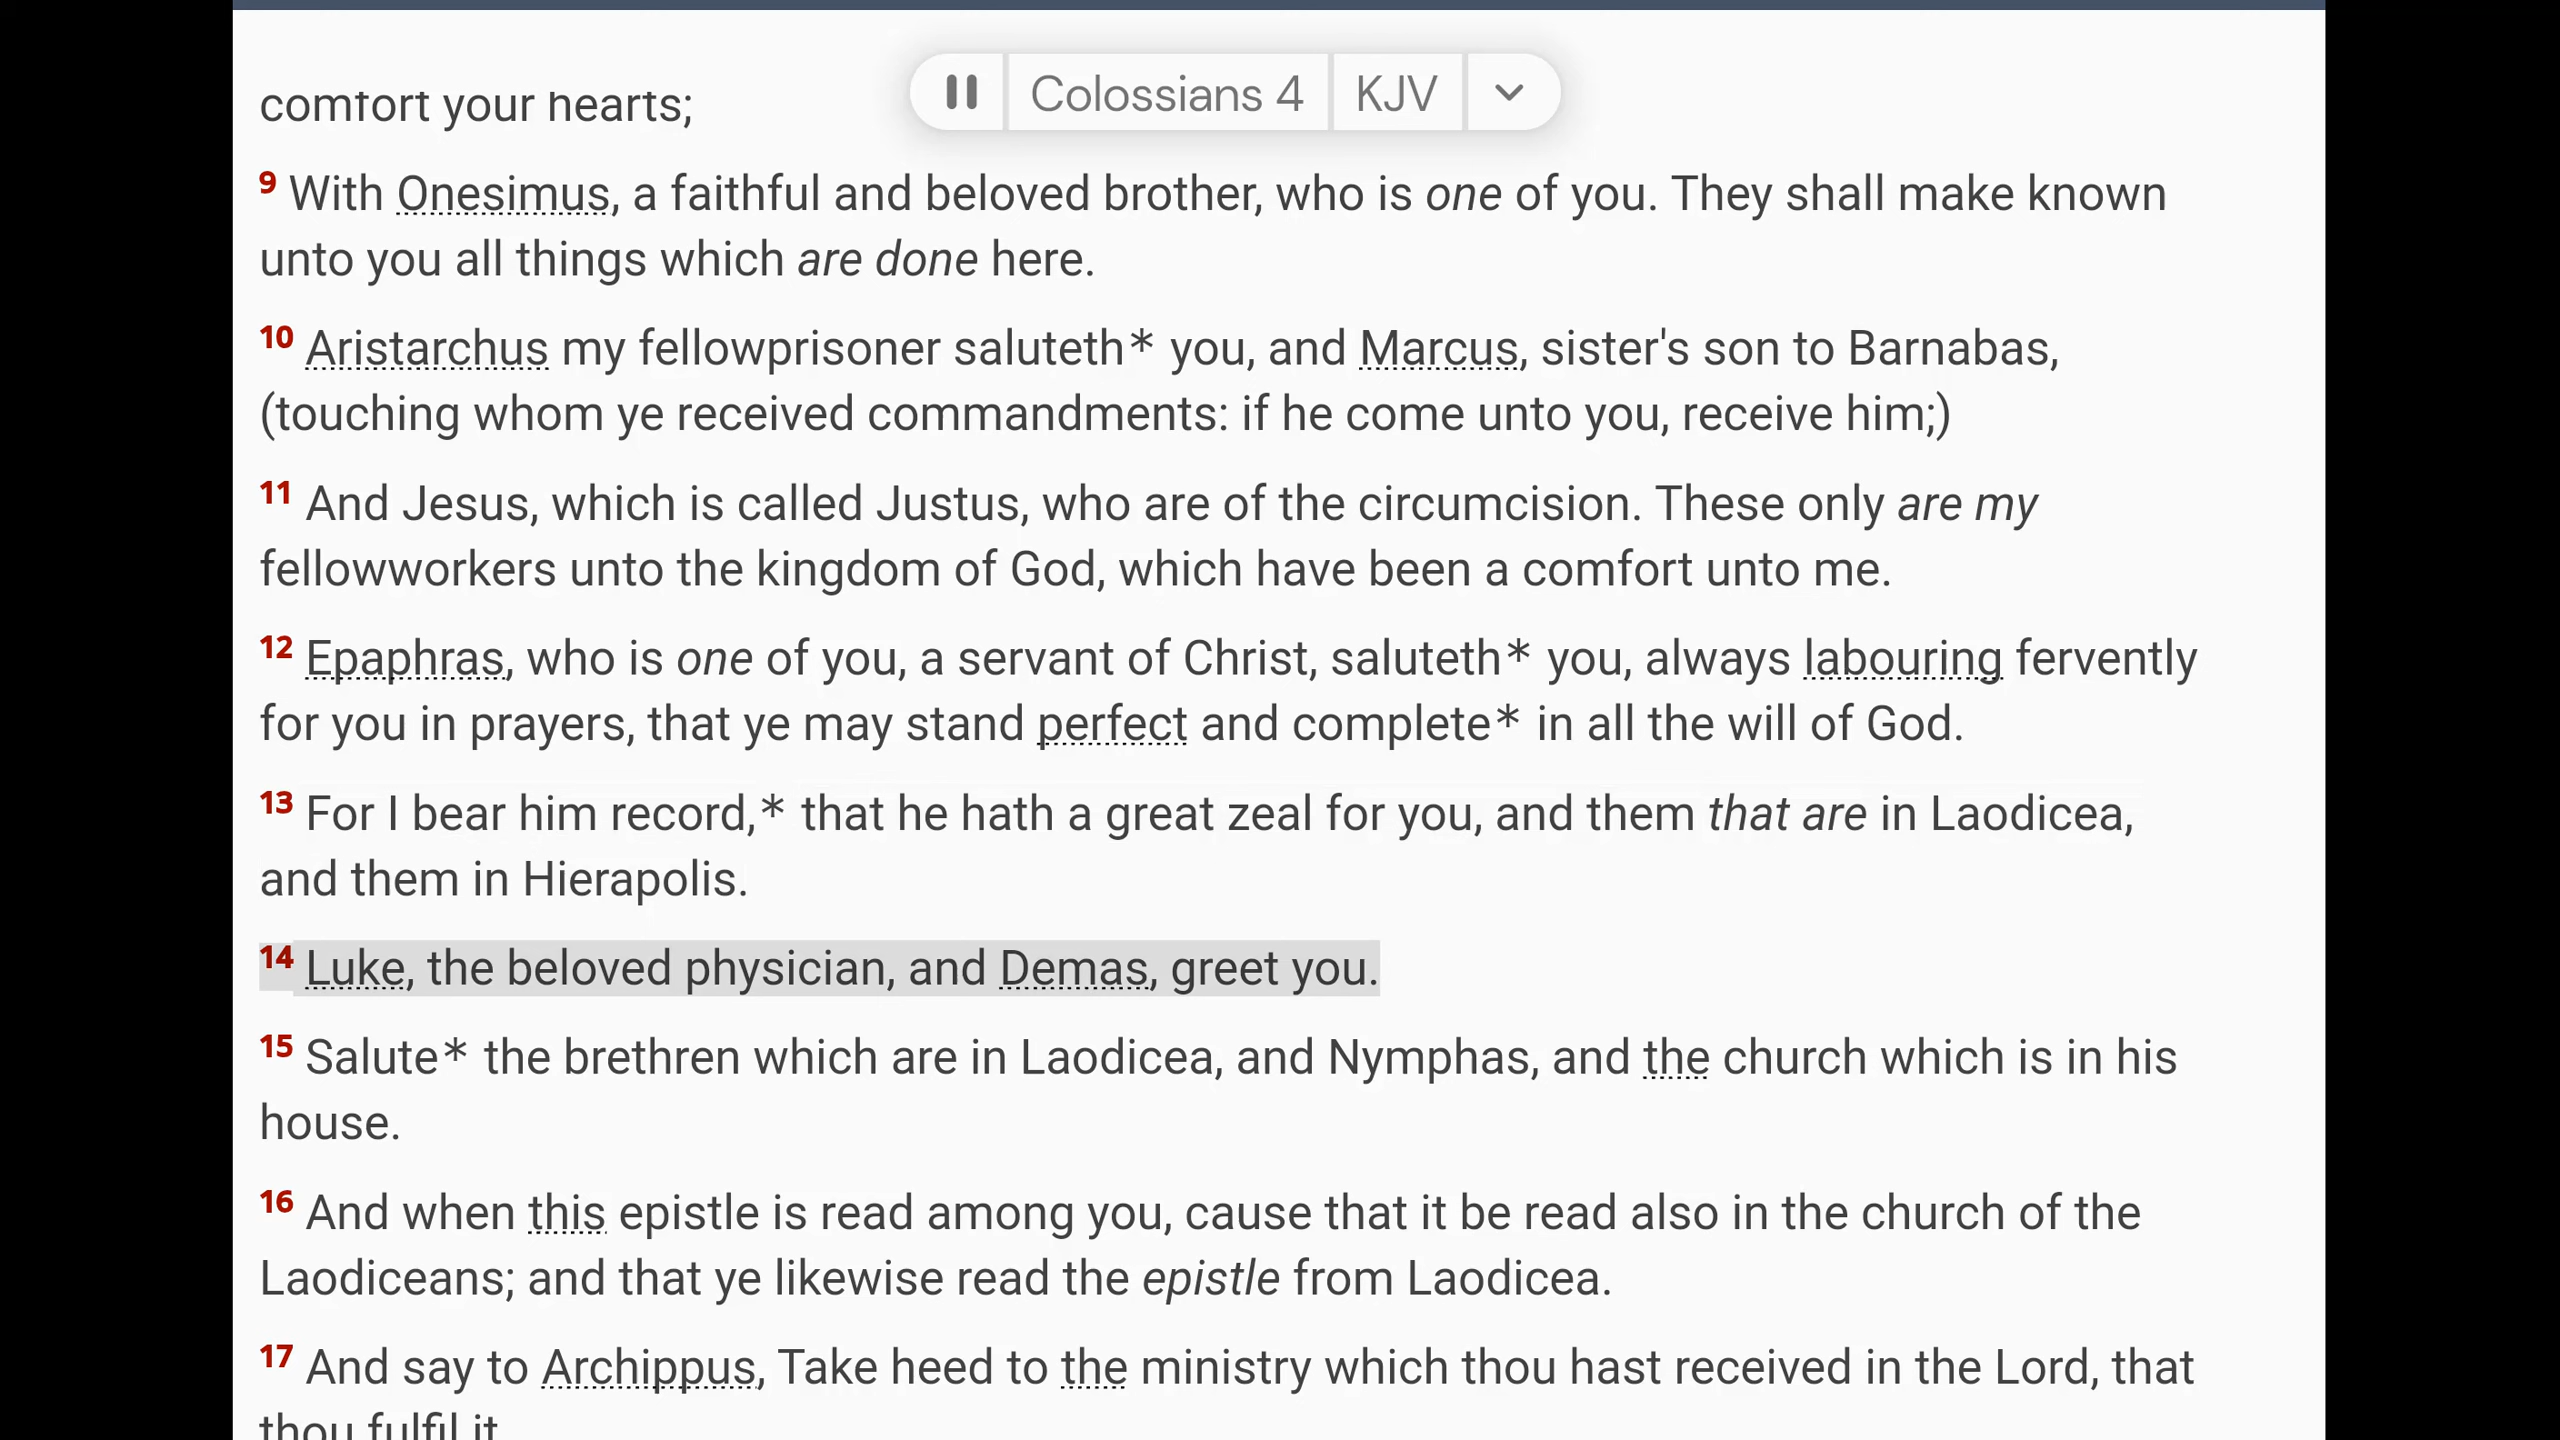 Colossians 4 KJV
comfort your hearts;
9 With Onesimus, a faithful and beloved brother, who is one of you. They shall make known
unto you all things which are done here.
10 Aristarchus my fellowprisoner saluteth* you, and Marcus, sister's son to Barnabas,
(touching whom ye received commandments: if he come unto you, receive him;)
11 And Jesus, which is called Justus, who are of the circumcision. These only are my
fellowworkers unto the kingdom of God, which have been a comfort unto me.
12 Epaphras, who is one of you, a servant of Christ, saluteth* you, always labouring fervently
for you in prayers, that ye may stand perfect and complete* in all the will of God.
13 For I bear him record,* that he hath a great zeal for you, and them that are in Laodicea,
and them in Hierapolis.
14 Luke, the beloved physician, and Demas, greet you.
15 Salute* the brethren which are in Laodicea, and Nymphas, and the church which is in his
house.
16 And when this epistle is read among you, cause that it be read also in the church of the
Laodiceans; and that ye likewise read the epistle from Laodicea.
17 And say to Archippus, Take heed to the ministry which thou hast received in the Lord, that
thou fulfil it